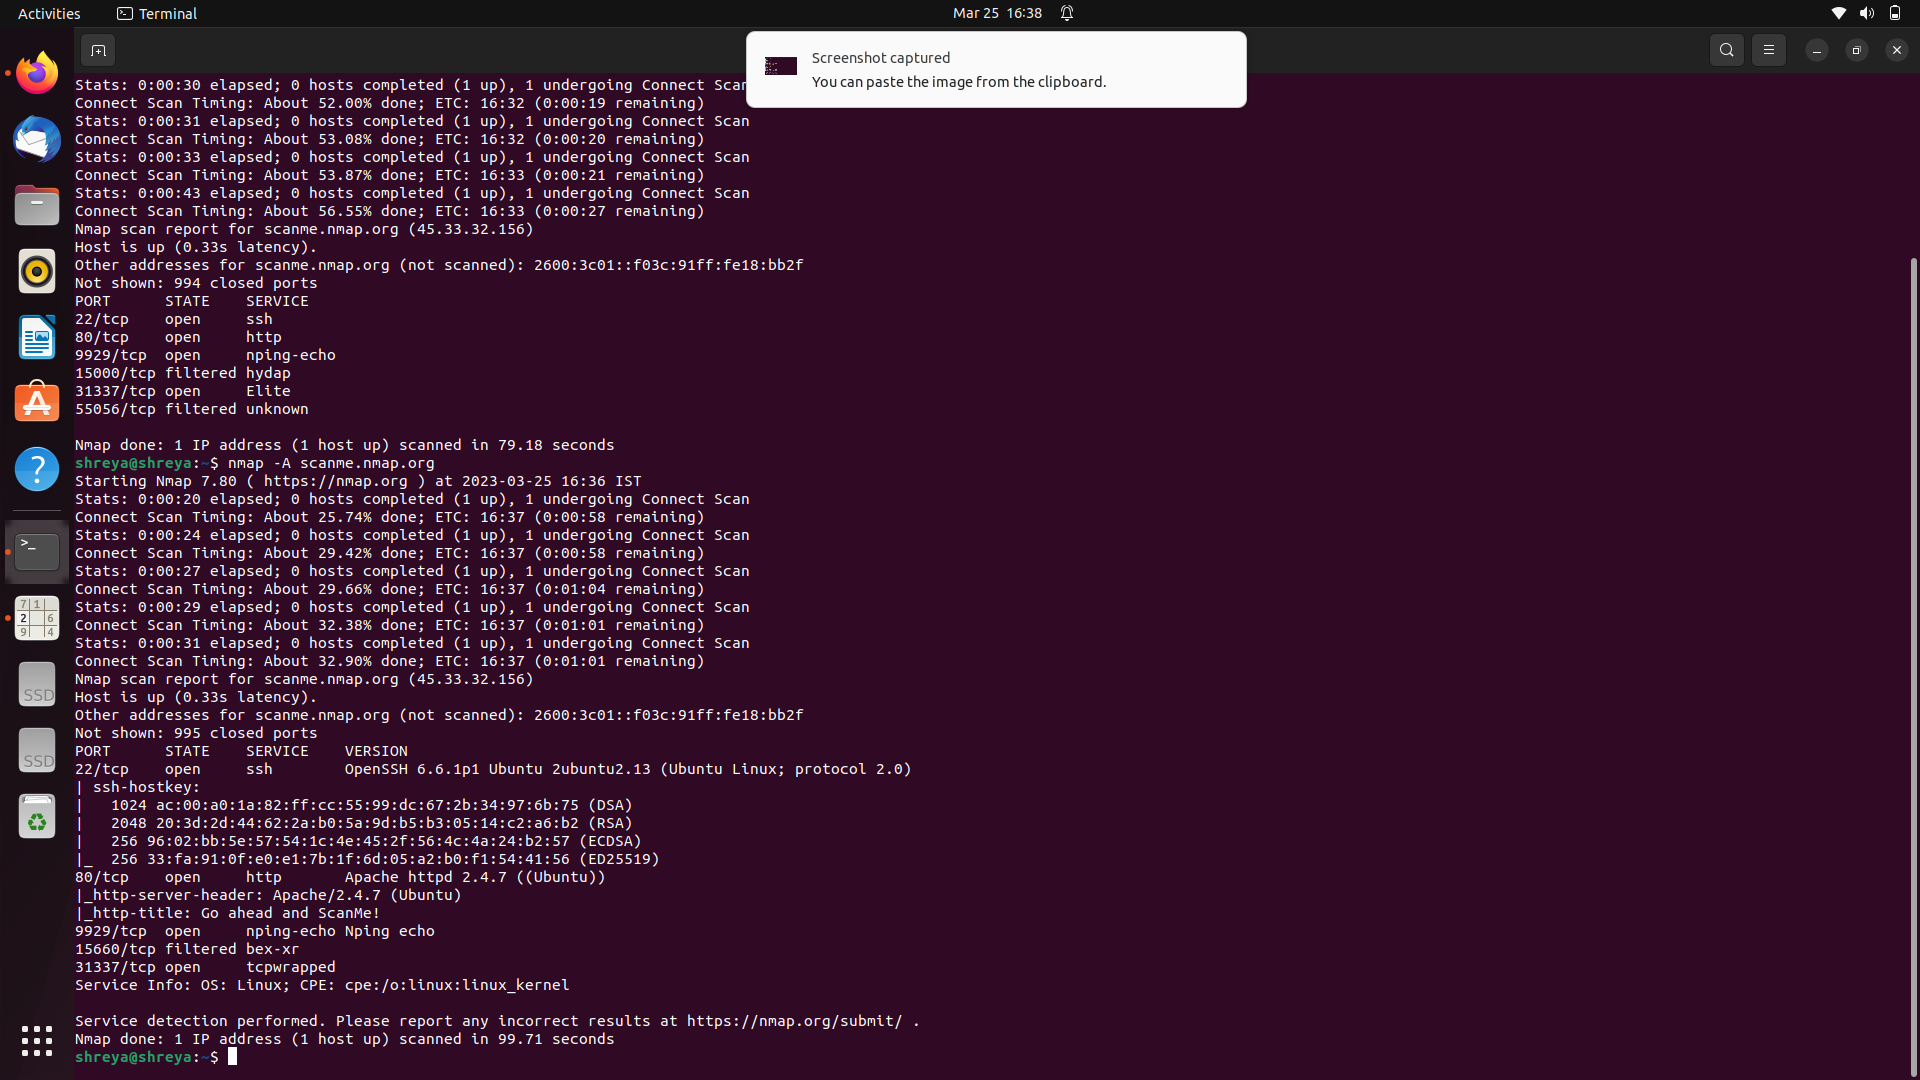 Activities
Terminal
Mar 25 16:38
Screenshot captured
You can paste the image from the clipboard.
Stats: 0:00:30 elapsed; 0 hosts completed (1 up), 1 undergoing Connect Scan
Connect Scan Timing: About 52.00% done; ETC: 16:32 (0:00:19 remaining)
Stats: 0:00:31 elapsed; 0 hosts completed (1 up), 1 undergoing Connect Scan
Connect Scan Timing: About 53.08% done; ETC: 16:32 (0:00:20 remaining)
Stats: 0:00:33 elapsed; 0 hosts completed (1 up), 1 undergoing Connect Scan
Connect Scan Timing: About 53.87% done; ETC: 16:33 (0:00:21 remaining)
Stats: 0:00:43 elapsed; 0 hosts completed (1 up), 1 undergoing Connect Scan
Connect Scan Timing: About 56.55% done; ETC: 16:33 (0:00:27 remaining)
Nmap scan report for scanme.nmap.org (45.33.32.156)
Host is up (0.33s latency).
Other addresses for scanme.nmap.org (not scanned): 2600:3c01::f03c:91ff:fe18:bb2f
Not shown: 994 closed ports
PORT      STATE    SERVICE
22/tcp    open     ssh
80/tcp    open     http
9929/tcp  open     nping-echo
15000/tcp filtered hydap
31337/tcp open     Elite
55056/tcp filtered unknown
Nmap done: 1 IP address (1 host up) scanned in 79.18 seconds
shreya@shreya:~$ nmap -A scanme.nmap.org
Starting Nmap 7.80 ( https://nmap.org ) at 2023-03-25 16:36 IST
Stats: 0:00:20 elapsed; 0 hosts completed (1 up), 1 undergoing Connect Scan
Connect Scan Timing: About 25.74% done; ETC: 16:37 (0:00:58 remaining)
Stats: 0:00:24 elapsed; 0 hosts completed (1 up), 1 undergoing Connect Scan
Connect Scan Timing: About 29.42% done; ETC: 16:37 (0:00:58 remaining)
Stats: 0:00:27 elapsed; 0 hosts completed (1 up), 1 undergoing Connect Scan
Connect Scan Timing: About 29.66% done; ETC: 16:37 (0:01:04 remaining)
Stats: 0:00:29 elapsed; 0 hosts completed (1 up), 1 undergoing Connect Scan
Connect Scan Timing: About 32.38% done; ETC: 16:37 (0:01:01 remaining)
Stats: 0:00:31 elapsed; 0 hosts completed (1 up), 1 undergoing Connect Scan
Connect Scan Timing: About 32.90% done; ETC: 16:37 (0:01:01 remaining)
Nmap scan report for scanme.nmap.org (45.33.32.156)
Host is up (0.33s latency).
Other addresses for scanme.nmap.org (not scanned): 2600:3c01::f03c:91ff:fe18:bb2f
Not shown: 995 closed ports
PORT      STATE    SERVICE    VERSION
22/tcp    open     ssh        OpenSSH 6.6.1p1 Ubuntu 2ubuntu2.13 (Ubuntu Linux; protocol 2.0)
| ssh-hostkey:
|   1024 ac:00:a0:1a:82:ff:cc:55:99:dc:67:2b:34:97:6b:75 (DSA)
|   2048 20:3d:2d:44:62:2a:b0:5a:9d:b5:b3:05:14:c2:a6:b2 (RSA)
|   256 96:02:bb:5e:57:54:1c:4e:45:2f:56:4c:4a:24:b2:57 (ECDSA)
|_  256 33:fa:91:0f:e0:e1:7b:1f:6d:05:a2:b0:f1:54:41:56 (ED25519)
80/tcp    open     http       Apache httpd 2.4.7 ((Ubuntu))
|_http-server-header: Apache/2.4.7 (Ubuntu)
|_http-title: Go ahead and ScanMe!
9929/tcp  open     nping-echo Nping echo
15660/tcp filtered bex-xr
31337/tcp open     tcpwrapped
Service Info: OS: Linux; CPE: cpe:/o:linux:linux_kernel
Service detection performed. Please report any incorrect results at https://nmap.org/submit/ .
Nmap done: 1 IP address (1 host up) scanned in 99.71 seconds
shreya@shreya:~$
A
?
>_
7 1
2 6
9 4
SSD
SSD